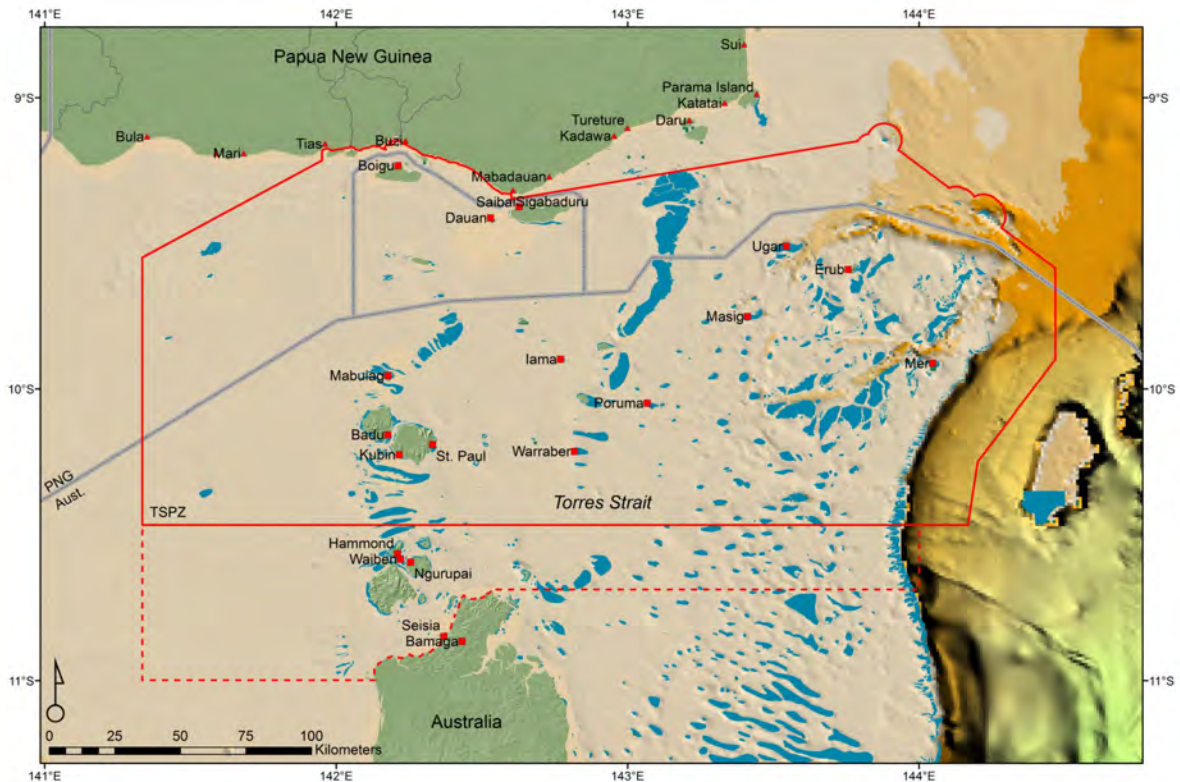 141°E 142°E 143°E 144°E
Sui
Papua New Guinea
Parama Island
9°S Katatai 9°S
Daru
Tureture
Bula Kadawa
Tias Buzi
Mari
Boigu
Mabadauan
Saibai Sigabaduru
Dauan
Ugar
Erub
Masig
Iama
Mabuiag Mer
10°S 10°S
Poruma
Badu
Kubin St. Paul Warraber
PNG
Aust.
TSPZ Torres Strait
Hammond
Waiben
Ngurupai
Seisia
Bamaga
11°S 11°S
Australia
0 25 50 75 100
Kilometers
141°E 142°E 143°E 144°E